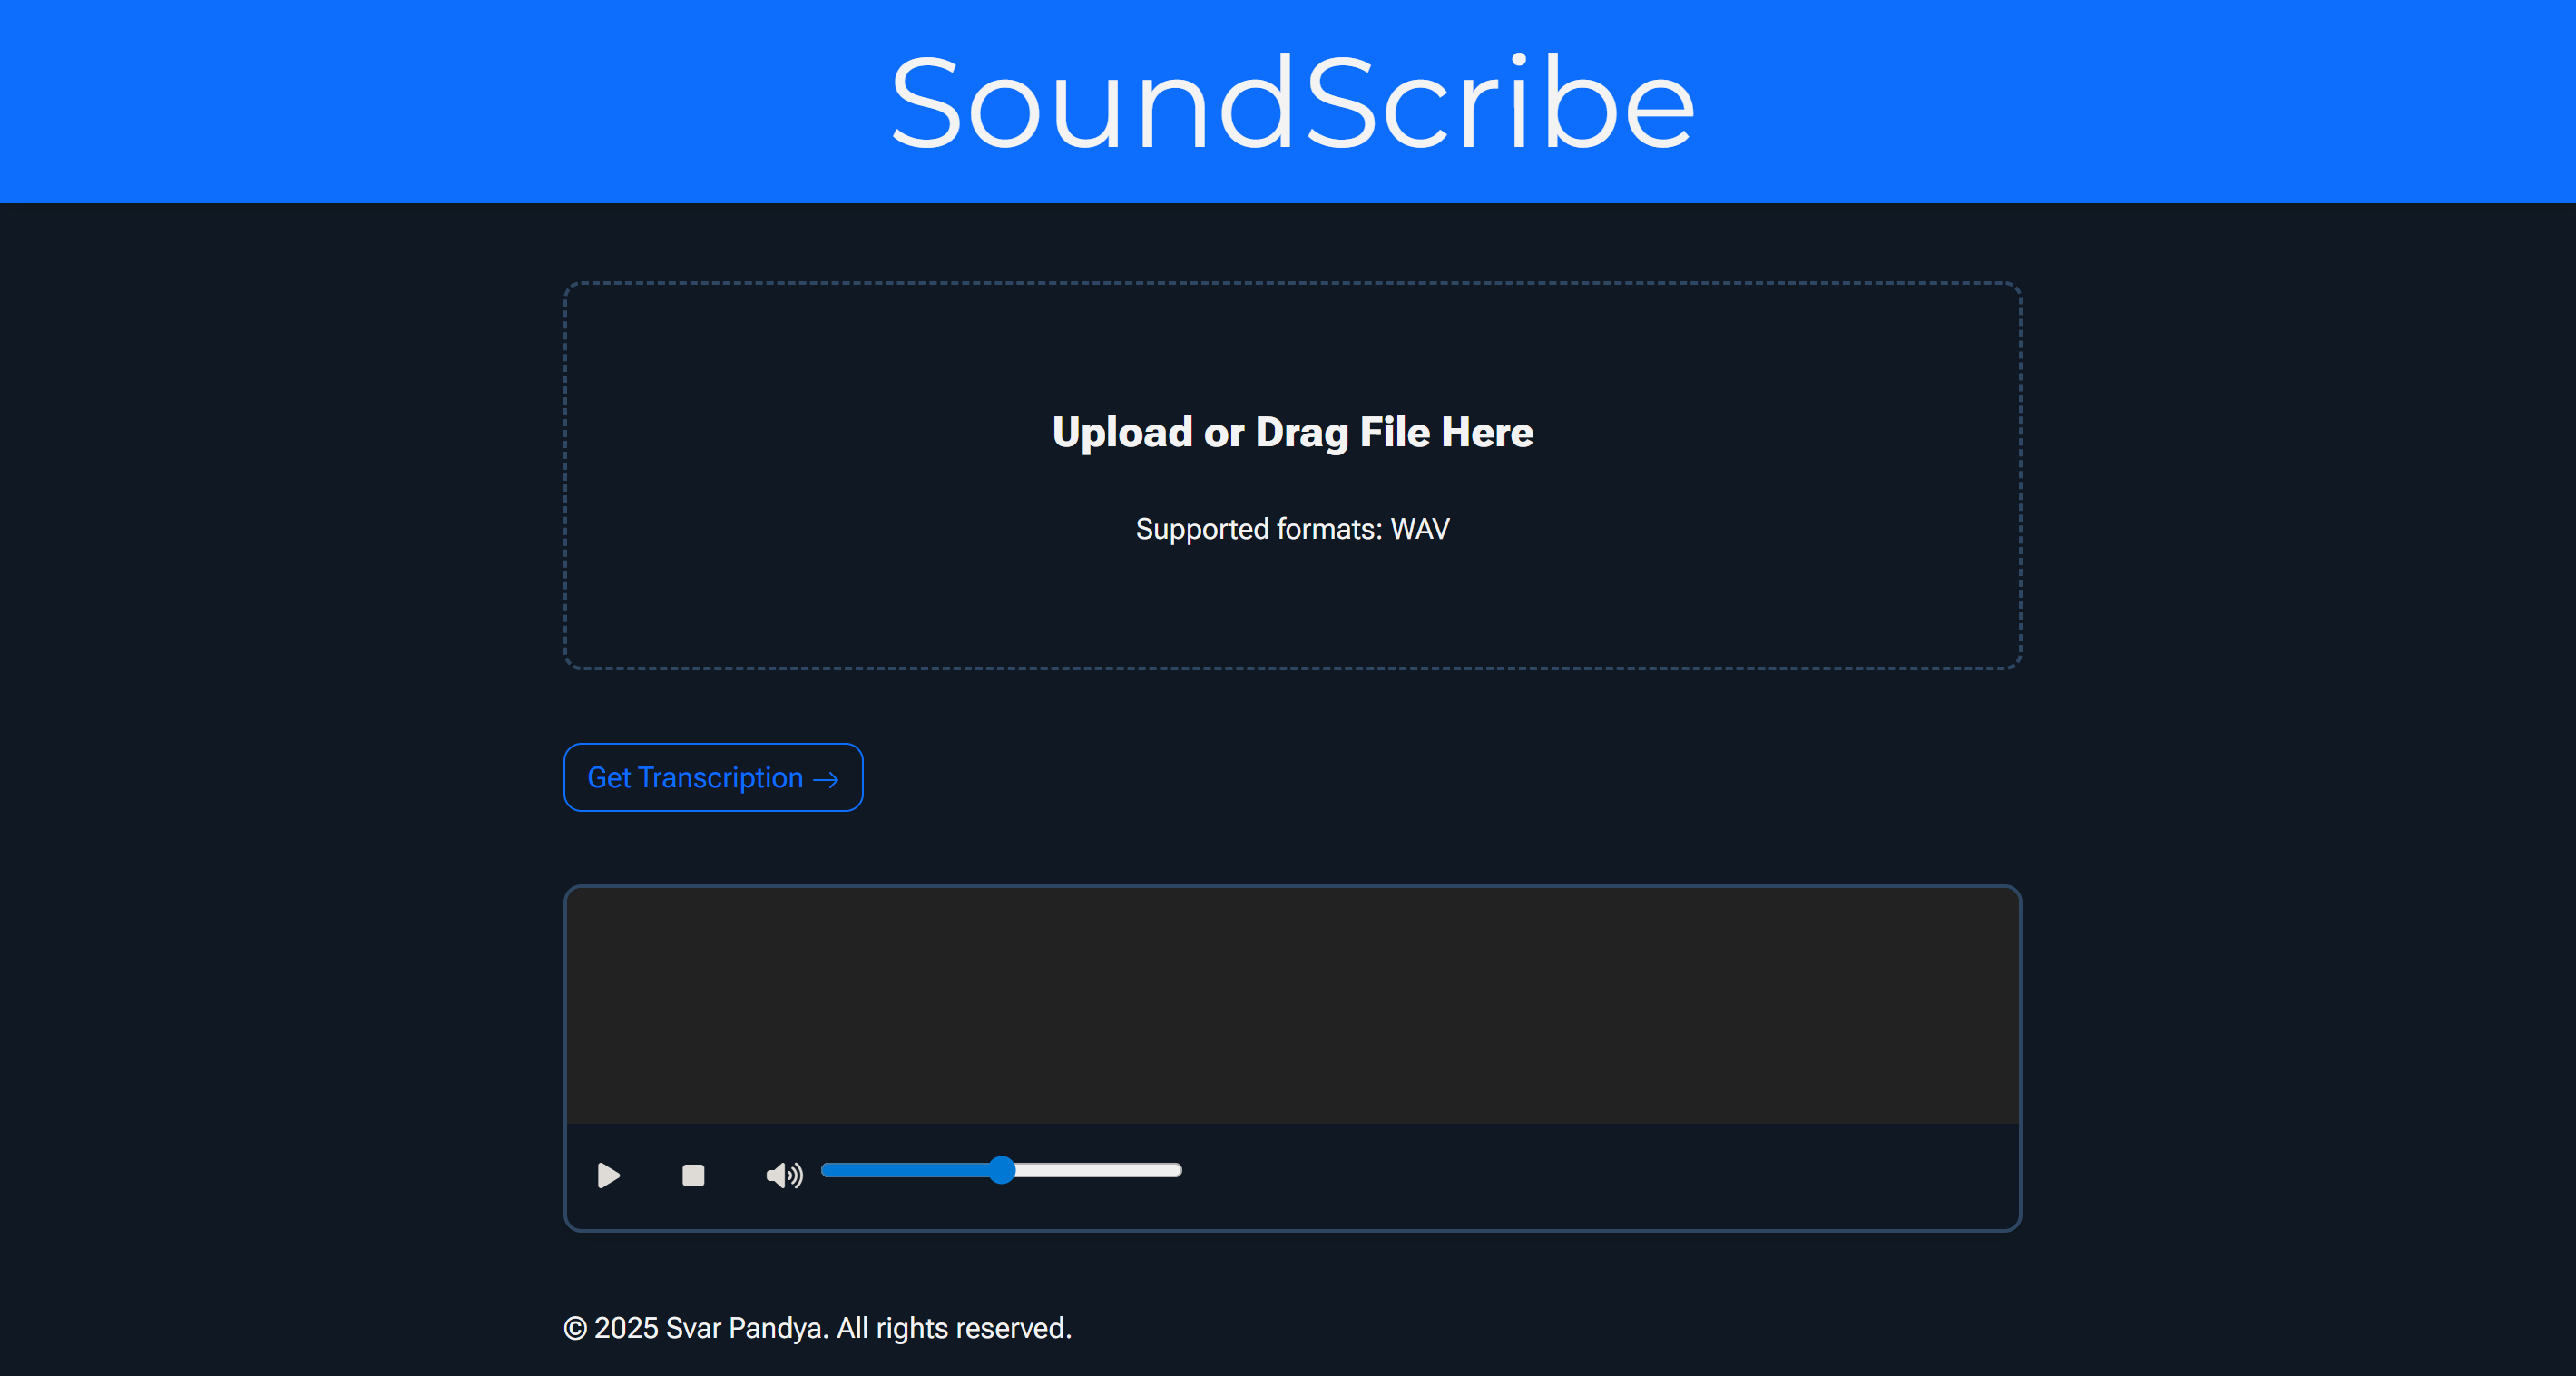 SoundScribe
Upload or Drag File Here
Supported formats: WAV
Get Transcription →
© 2025 Svar Pandya. All rights reserved.